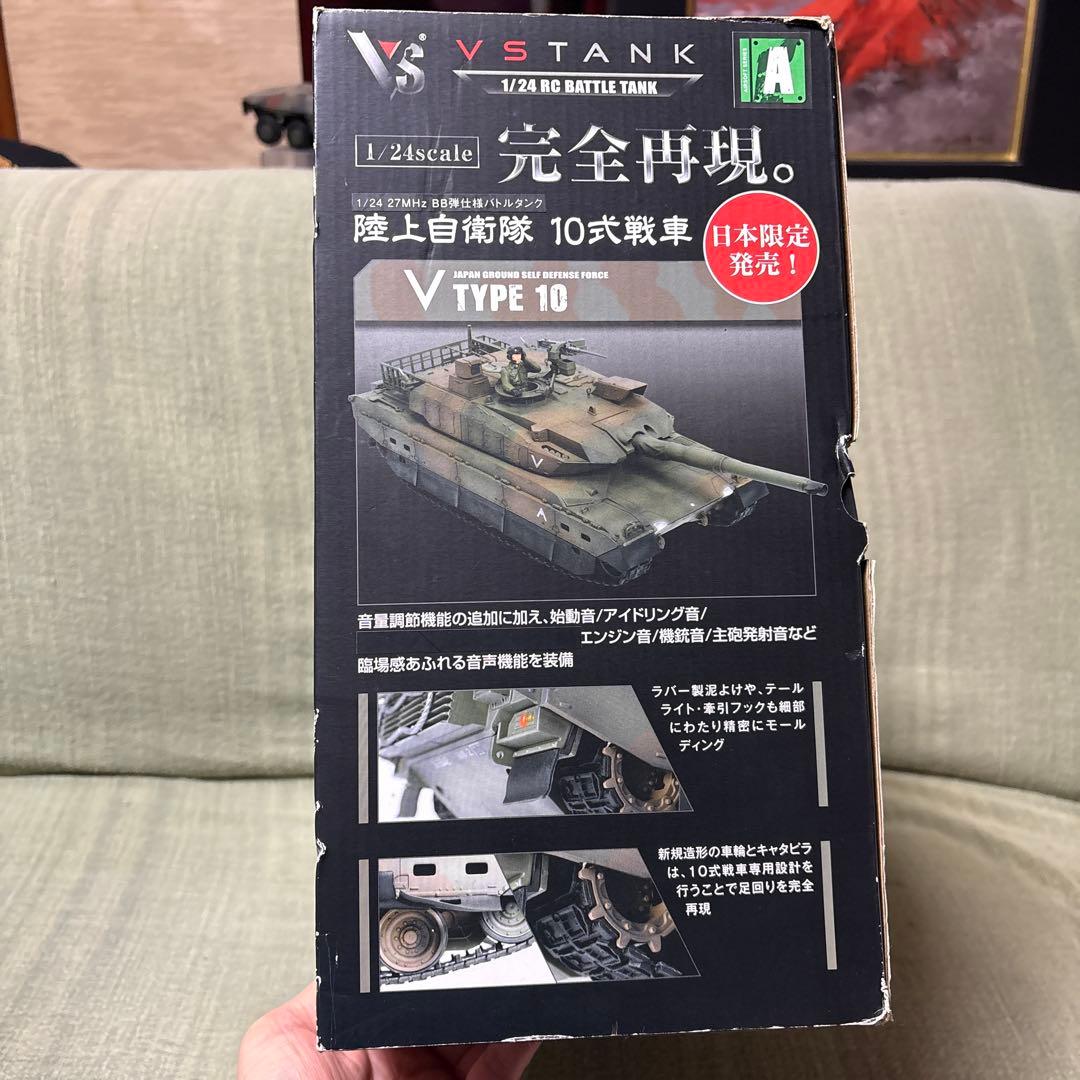 VS®
VS TANK
1/24 RC BATTLE TANK
AIRSOFT SERIES
A
1/24scale
完全再現。
1/24 27MHz BB弾仕様バトルタンク
陸上自衛隊 10式戦車
日本限定
発売！
JAPAN GROUND SELF DEFENSE FORCE
V TYPE 10
音量調節機能の追加に加え、始動音/アイドリング音/
エンジン音/機銃音/主砲発射音など
臨場感あふれる音声機能を装備
ラバー製泥よけや、テール
ライト・牽引フックも細部
にわたり精密にモール
ディング
新規造形の車輪とキャタピラ
は、10式戦車専用設計を
行うことで足回りを完全
再現